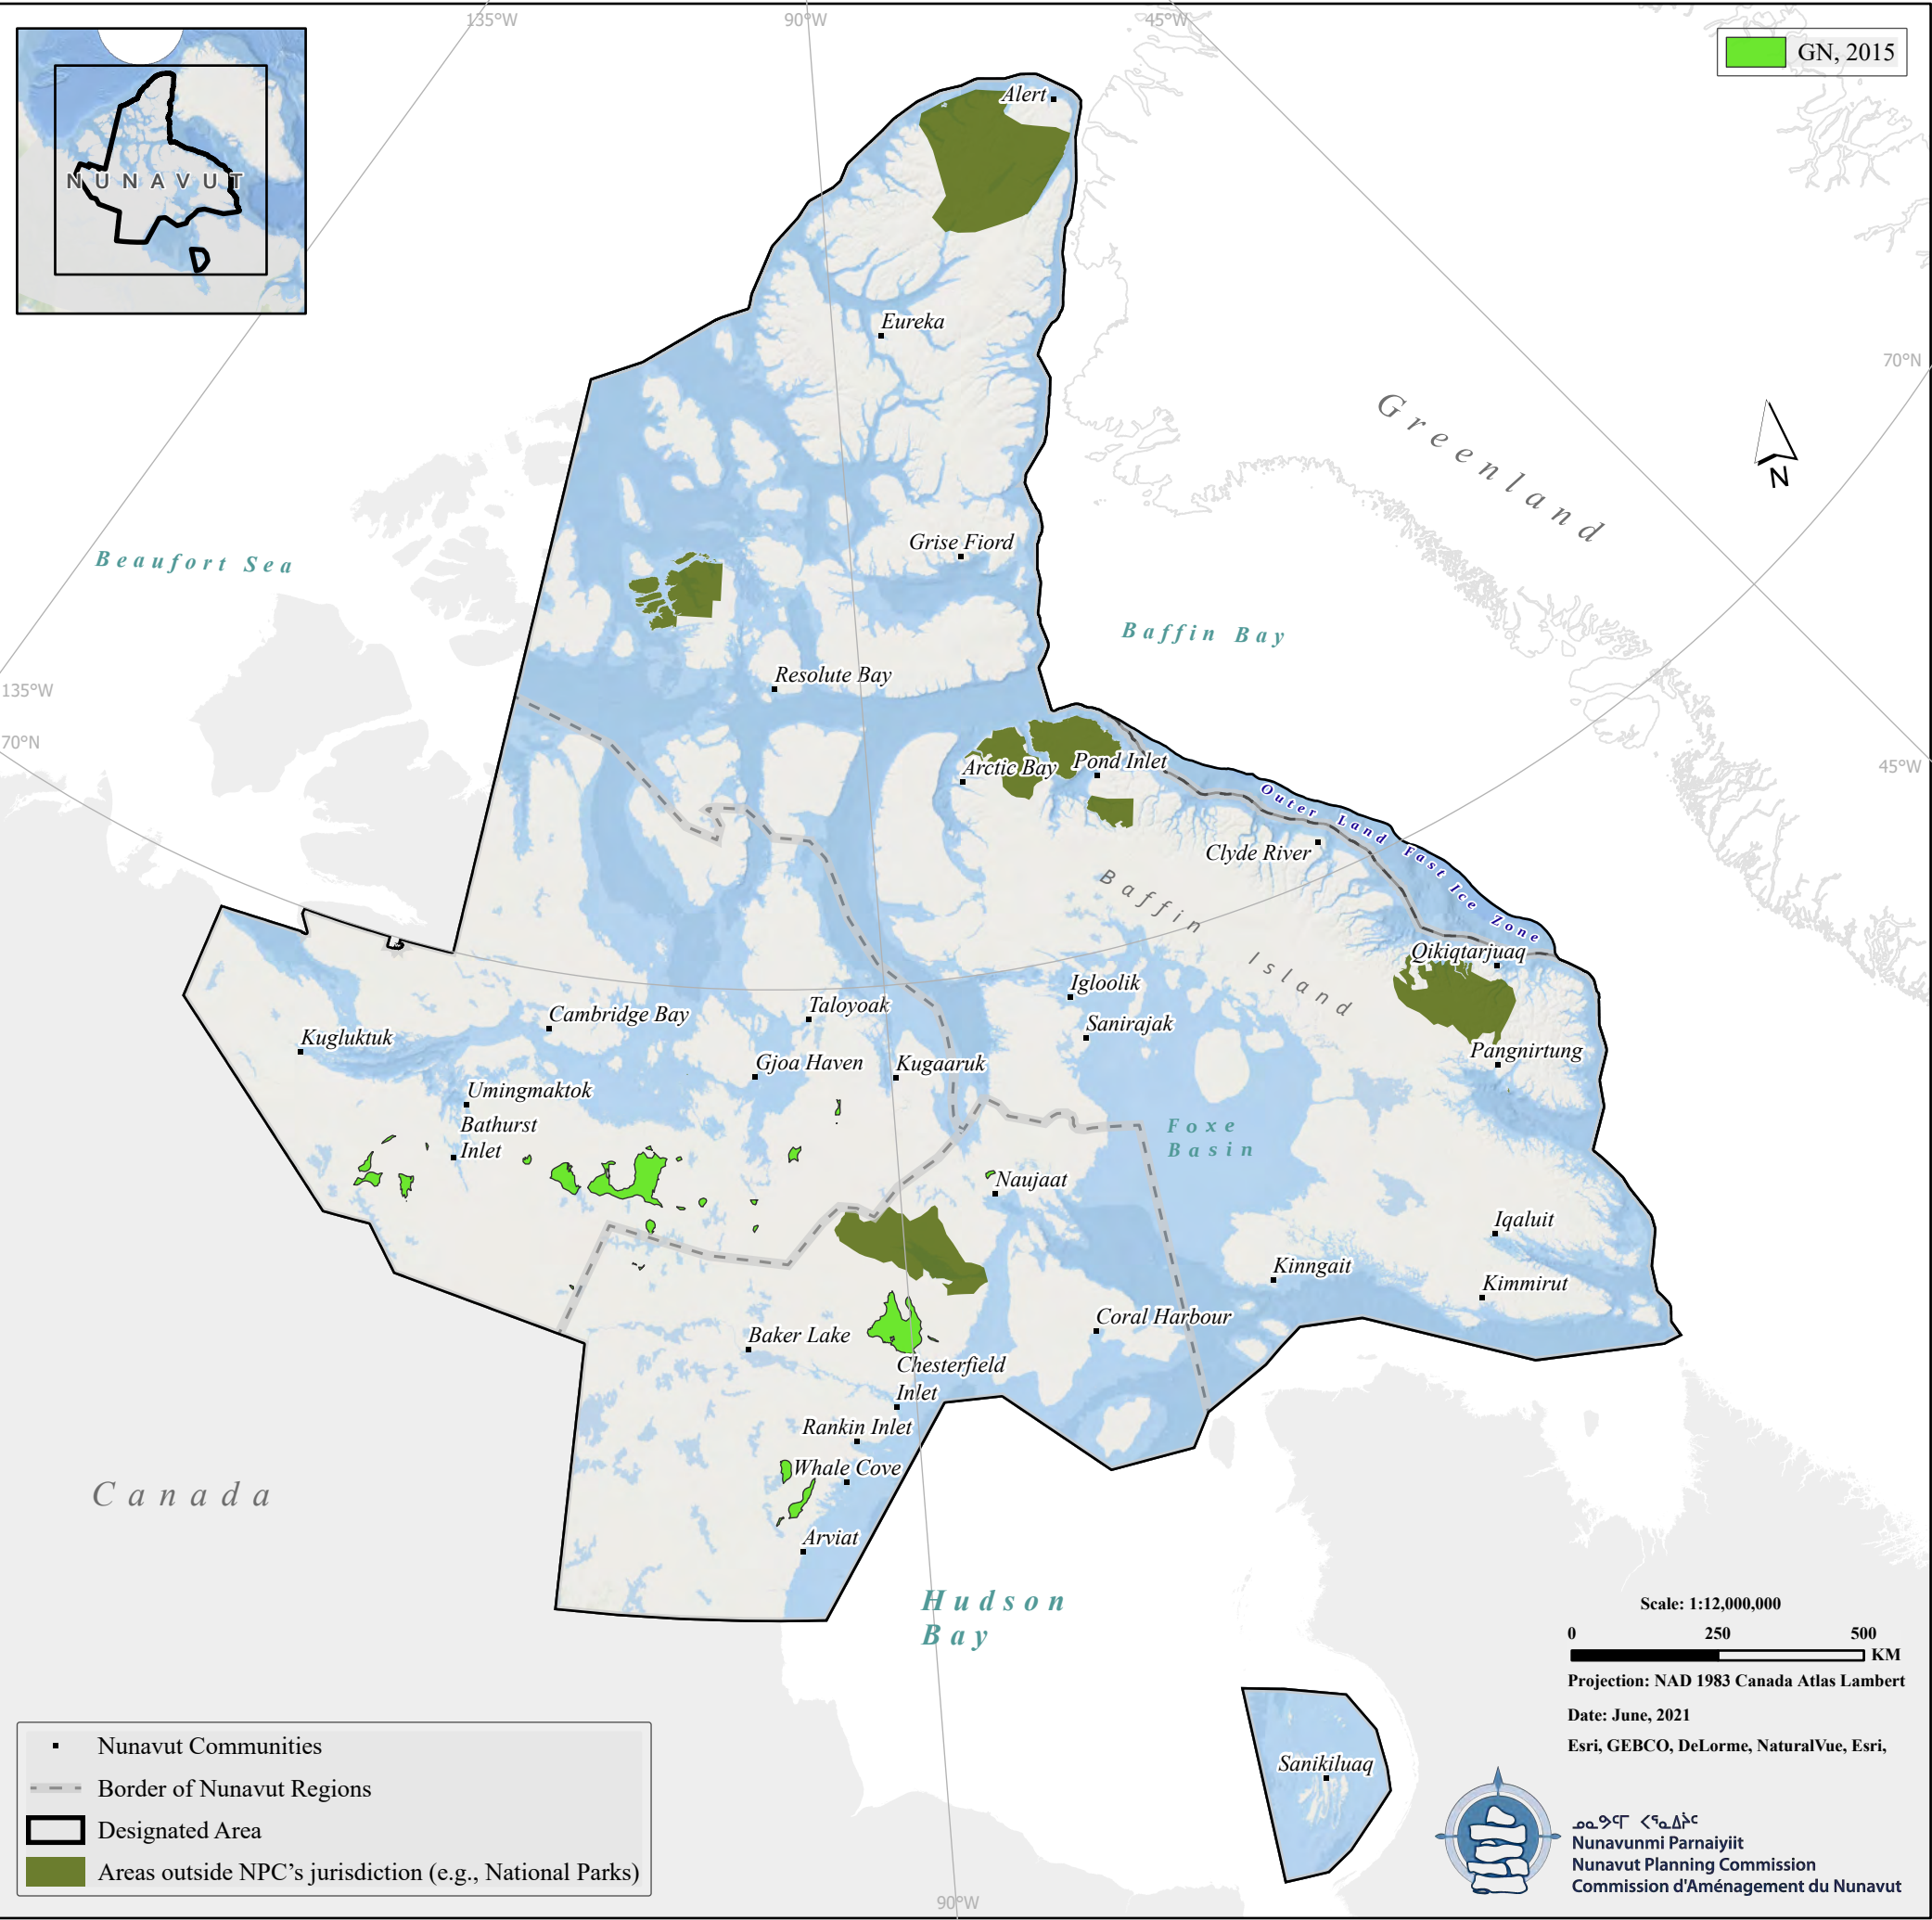 135°W
90°W
45°W
GN, 2015
NUNAVUT
Alert
Eureka
70°N
Greenland
N
Grise Fiord
Beaufort Sea
Baffin Bay
Resolute Bay
135°W
70°N
45°W
Arctic Bay
Pond Inlet
Outer Land Fast Ice Zone
Clyde River
Baffin Island
Qikiqtarjuaq
Igloolik
Taloyoak
Cambridge Bay
Sanirajak
Kugluktuk
Pangnirtung
Gjoa Haven
Kugaaruk
Umingmaktok
Bathurst
Inlet
Foxe
Basin
Naujaat
Iqaluit
Kinngait
Kimmirut
Coral Harbour
Baker Lake
Chesterfield
Inlet
Rankin Inlet
Whale Cove
Canada
Arviat
Hudson
Bay
Scale: 1:12,000,000
0 250 500
KM
Projection: NAD 1983 Canada Atlas Lambert
Date: June, 2021
Esri, GEBCO, DeLorme, NaturalVue, Esri,
Sanikiluaq
Nunavut Communities
Border of Nunavut Regions
Designated Area
Areas outside NPC's jurisdiction (e.g., National Parks)
ᓄᓇᕗᒻᒥ ᐸᕐᓇᐃᔩᑦ
Nunavunmi Parnaiyiit
Nunavut Planning Commission
Commission d'Aménagement du Nunavut
90°W